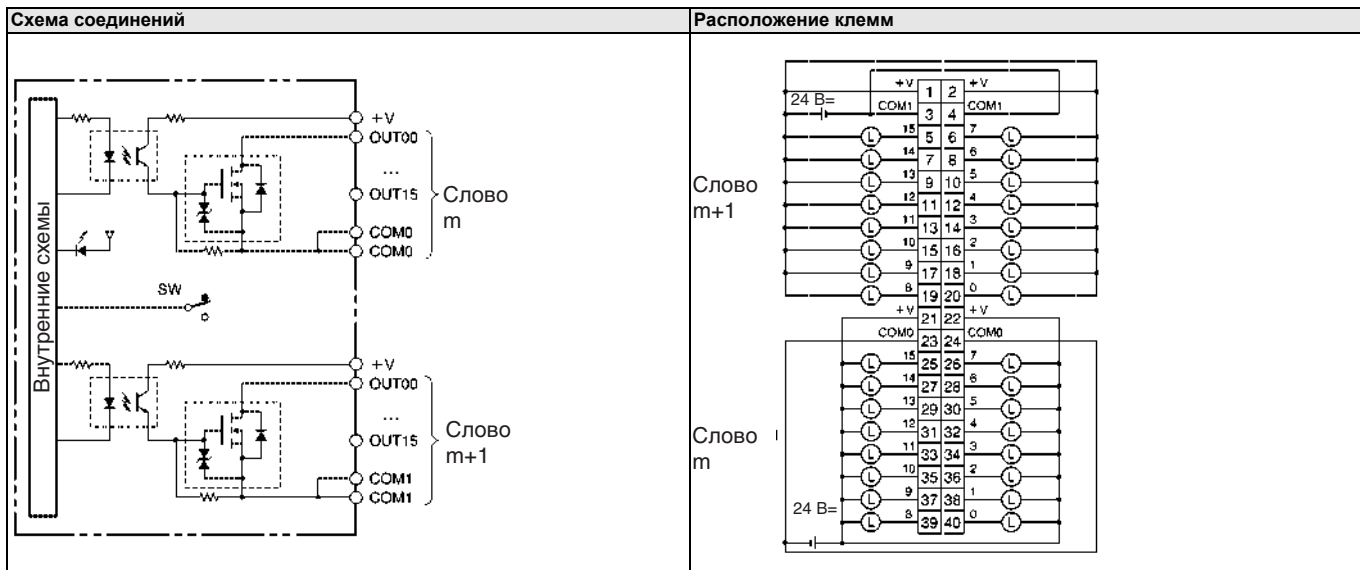 Схема соединений
Расположение клемм
Внутренние схемы
+V
OUT00
...
OUT15
COM0
COM0
Слово
m
SW
+V
OUT00
...
OUT15
COM1
COM1
Слово
m+1
24 В=
+V 1 2 +V
COM1 3 4 COM1
L 15 5 6 7 L
L 14 7 8 6 L
L 13 9 10 5 L
L 12 11 12 4 L
L 11 13 14 3 L
L 10 15 16 2 L
L 9 17 18 1 L
L 8 19 20 0 L
Слово
m+1
+V 21 22 +V
COM0 23 24 COM0
L 15 25 26 7 L
L 14 27 28 6 L
L 13 29 30 5 L
L 12 31 32 4 L
L 11 33 34 3 L
L 10 35 36 2 L
L 9 37 38 1 L
L 8 39 40 0 L
Слово
m
24 В=